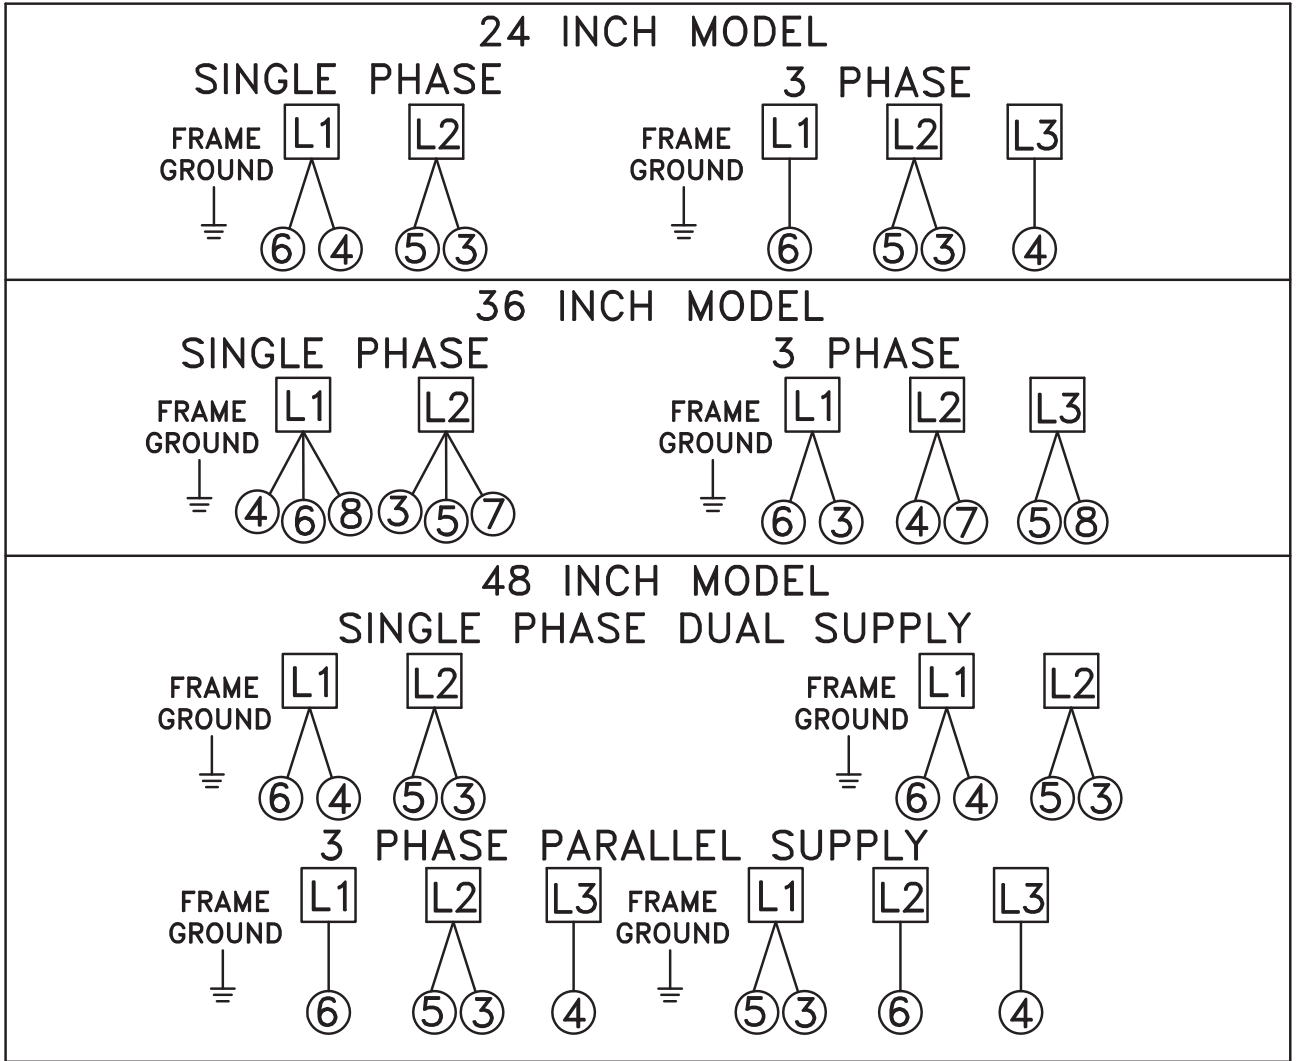 24 INCH MODEL
SINGLE PHASE
FRAME GROUND
L1 L2
6 4 5 3
3 PHASE
FRAME GROUND
L1 L2 L3
6 5 3 4
36 INCH MODEL
SINGLE PHASE
FRAME GROUND
L1 L2
4 6 8 3 5 7
3 PHASE
FRAME GROUND
L1 L2 L3
6 3 4 7 5 8
48 INCH MODEL
SINGLE PHASE DUAL SUPPLY
FRAME GROUND
L1 L2
6 4 5 3
FRAME GROUND
L1 L2
6 4 5 3
3 PHASE PARALLEL SUPPLY
FRAME GROUND
L1 L2 L3
6 5 3 4
FRAME GROUND
L1 L2 L3
5 3 6 4